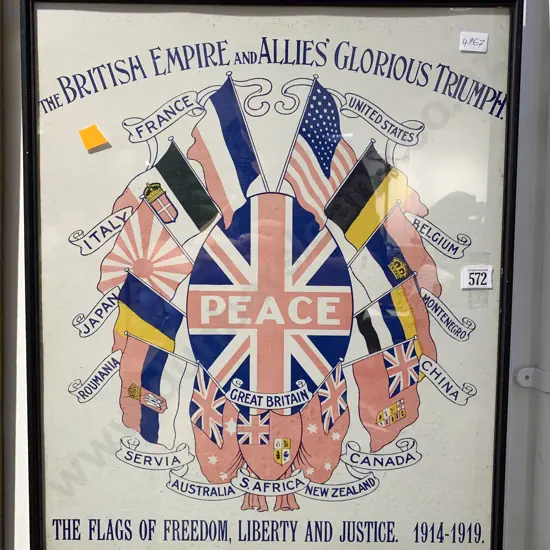 4967
THE BRITISH EMPIRE AND ALLIES' GLORIOUS TRIUMPH.
FRANCE
UNITED STATES
ITALY
BELGIUM
572
JAPAN
MONTENEGRO
PEACE
ROUMANIA
CHINA
GREAT BRITAIN
SERVIA
CANADA
AUSTRALIA
S. AFRICA
NEW ZEALAND
THE FLAGS OF FREEDOM, LIBERTY AND JUSTICE. 1914-1919.